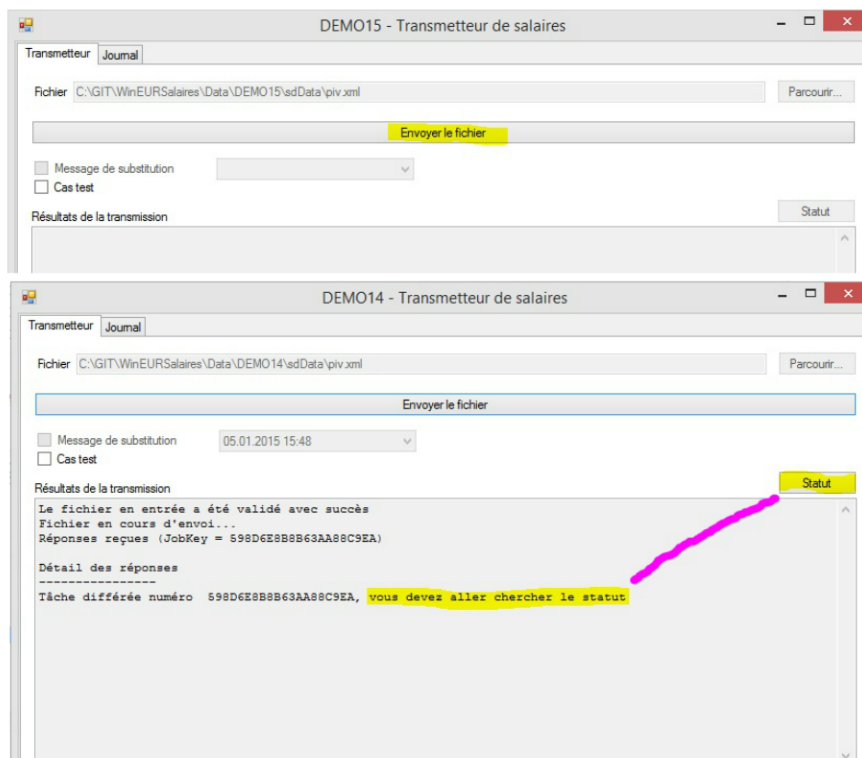 DEMO15 - Transmetteur de salaires
Transmetteur Journal
Fichier C:\GIT\WinEURSalaires\Data\DEMO15\sdData\piv.xml Parcourir...
Envoyer le fichier
Message de substitution
Cas test
Résultats de la transmission Statut
DEMO14 - Transmetteur de salaires
Transmetteur Journal
Fichier C:\GIT\WinEURSalaires\Data\DEMO14\sdData\piv.xml Parcourir...
Envoyer le fichier
Message de substitution 05.01.2015 15:48
Cas test
Résultats de la transmission Statut
Le fichier en entrée a été validé avec succès
Fichier en cours d'envoi...
Réponses reçues (JobKey = 598D6E8B8B63AA88C9EA)
Détail des réponses
----------------
Tâche différée numéro 598D6E8B8B63AA88C9EA, vous devez aller chercher le statut